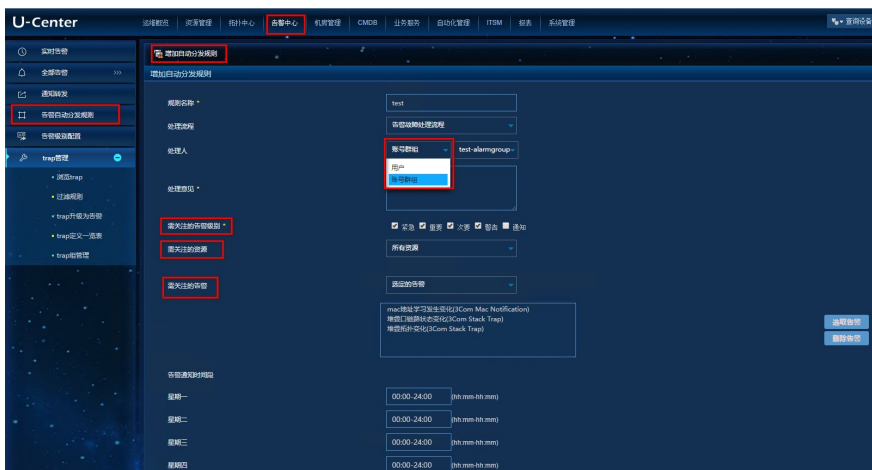 U-Center
运维概览 资源管理 拓扑中心 告警中心 机房管理 CMDB 业务服务 自动化管理 ITSM 报表 系统管理
查询设备
实时告警
全部告警 >>>
通知转发
告警自动分发规则
告警级别配置
trap管理
浏览trap
过滤规则
trap升级为告警
trap定义一览表
trap组管理
增加自动分发规则
增加自动分发规则
规则名称 * test
处理流程 告警故障处理流程
处理人 账号群组 test-alarmgroup
用户
账号群组
处理意见 *
需关注的告警级别 * 紧急 重要 次要 警告 通知
需关注的资源 所有资源
需关注的告警 选定的告警
mac地址学习发生变化(3Com Mac Notification)
堆叠口链路状态变化(3Com Stack Trap)
堆叠拓扑变化(3Com Stack Trap)
选取告警
删除告警
告警通知时间段
星期一 00:00-24:00 (hh:mm-hh:mm)
星期二 00:00-24:00 (hh:mm-hh:mm)
星期三 00:00-24:00 (hh:mm-hh:mm)
星期四 00:00-24:00 (hh:mm-hh:mm)